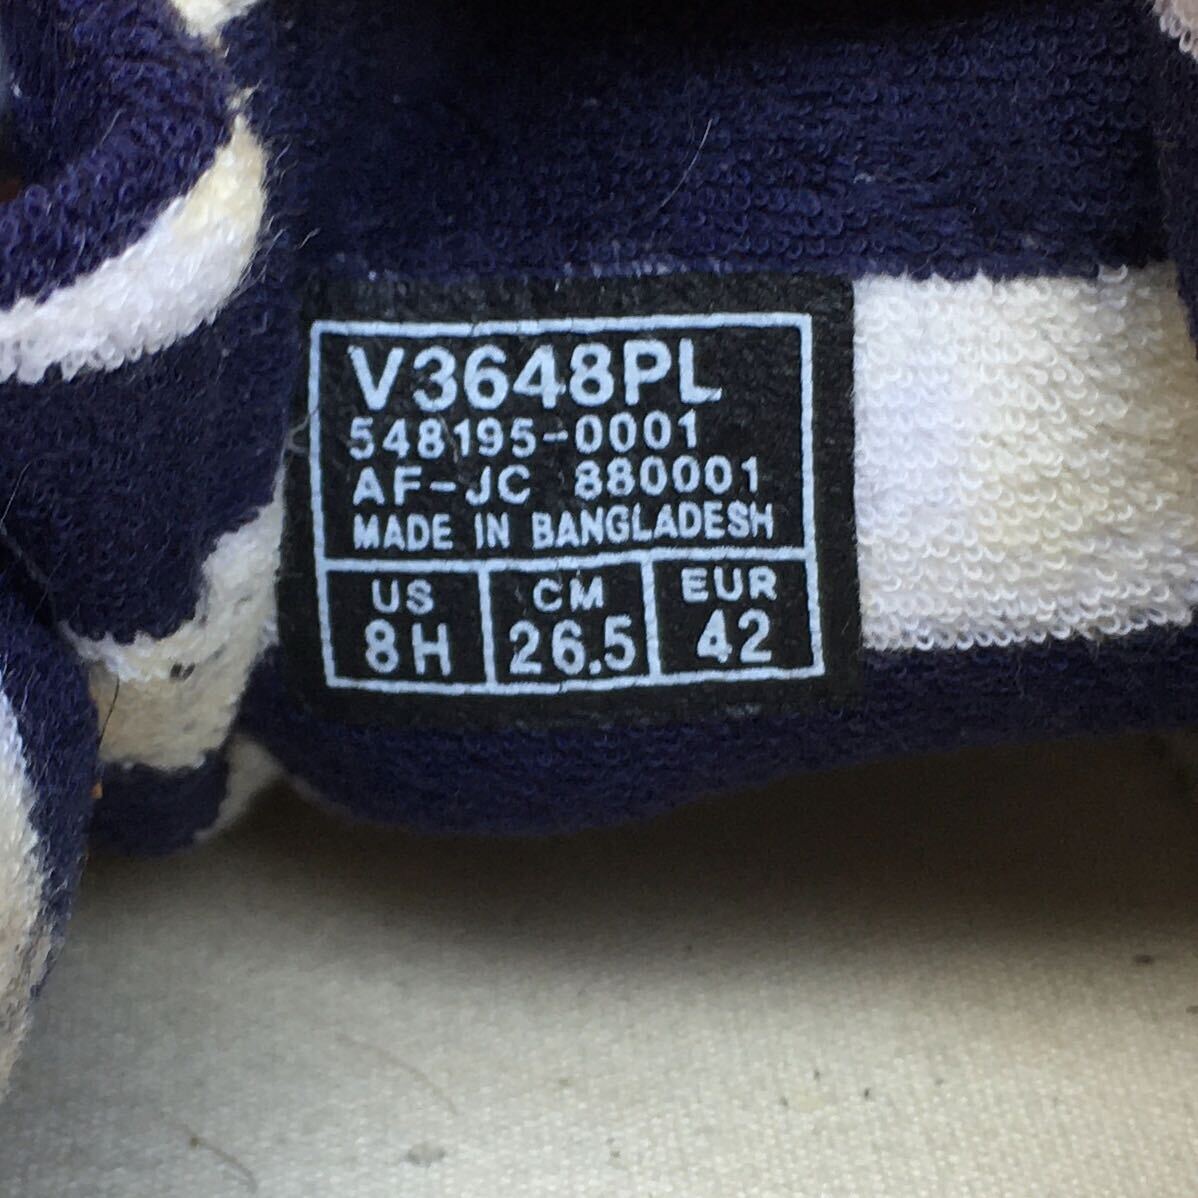 V3648PL
548195-0001
AF-JC 880001
MADE IN BANGLADESH
US CM EUR
8H 26.5 42